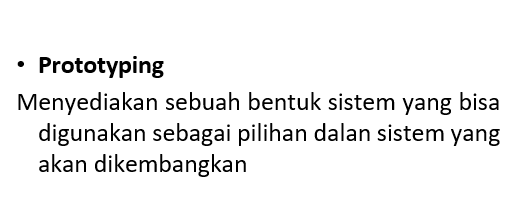 • Prototyping
Menyediakan sebuah bentuk sistem yang bisa
digunakan sebagai pilihan dalan sistem yang
akan dikembangkan